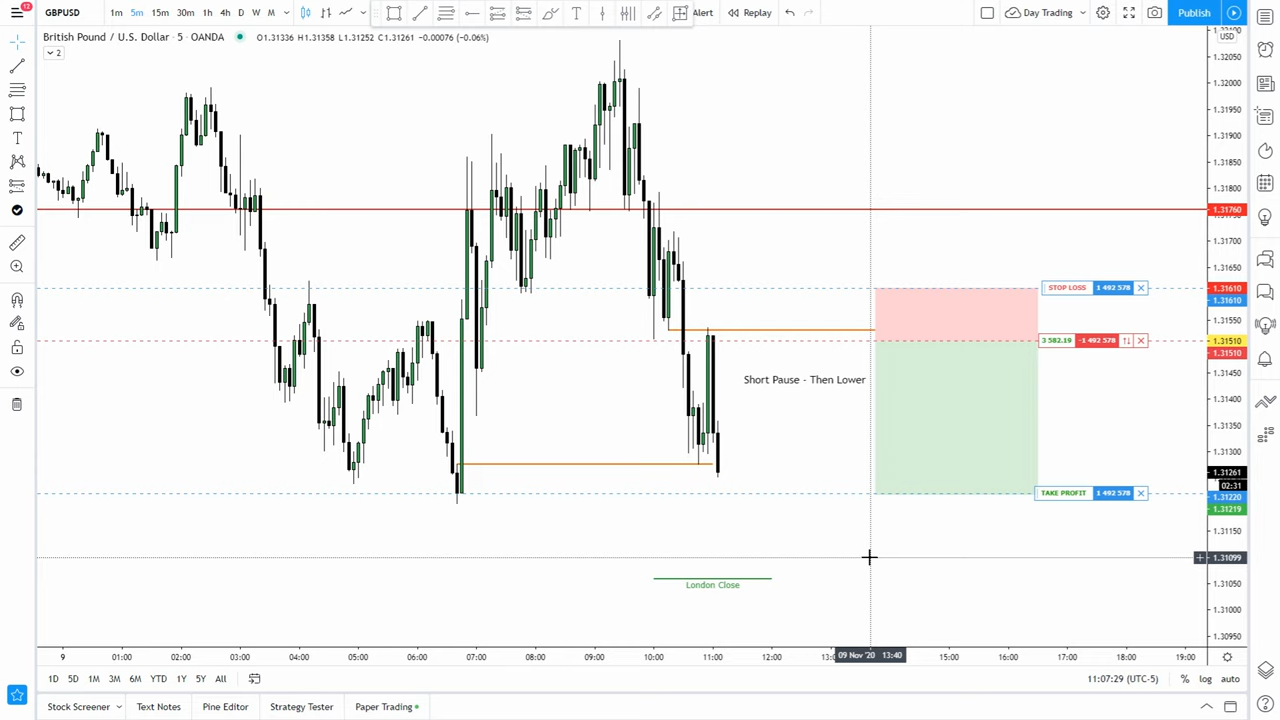 12
GBPUSD 1m 5m 15m 30m 1h 4h D W M Alert Replay Day Trading Publish
British Pound / U.S. Dollar · 5 · OANDA O1.31336 H1.31358 L1.31252 C1.31261 −0.00076 (−0.06%)
2
USD
1.32050
1.32000
1.31950
1.31900
1.31850
1.31800
1.31760
1.31700
1.31650
STOP LOSS 1 492 578 1.31610
1.31610
1.31550
3 582.19 -1 492 578 1.31510
1.31510
Short Pause - Then Lower
1.31450
1.31400
1.31350
1.31300
1.31261
02:31
TAKE PROFIT 1 492 578 1.31220
1.31219
1.31150
1.31099
London Close
1.31050
1.31000
1.30950
9 01:00 02:00 03:00 04:00 05:00 06:00 07:00 08:00 09:00 10:00 11:00 12:00 09 Nov '20 13:40 15:00 16:00 17:00 18:00 19:00
1D 5D 1M 3M 6M YTD 1Y 5Y All 11:07:29 (UTC-5) % log auto
Stock Screener Text Notes Pine Editor Strategy Tester Paper Trading